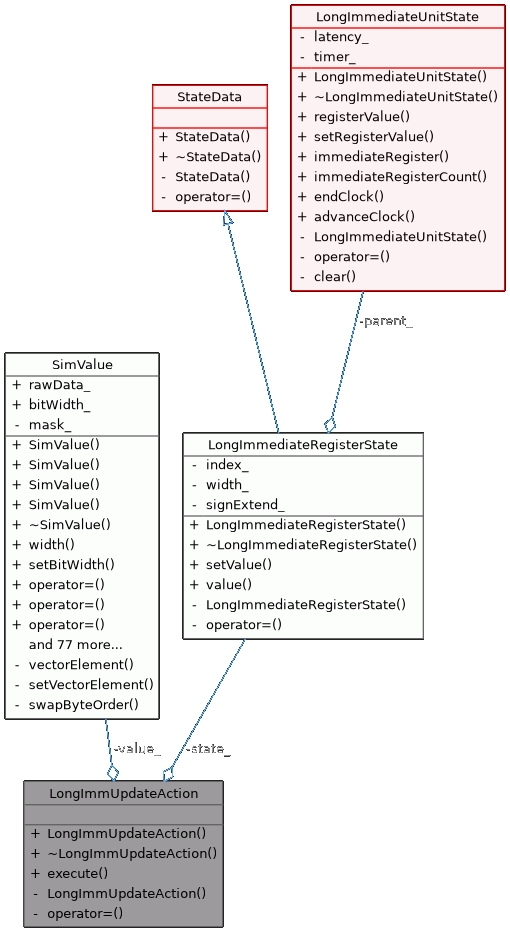 LongImmediateUnitState
- latency_
- timer_
+ LongImmediateUnitState()
+ ~LongImmediateUnitState()
+ registerValue()
+ setRegisterValue()
+ immediateRegister()
+ immediateRegisterCount()
+ endClock()
+ advanceClock()
- LongImmediateUnitState()
- operator=()
- clear()
StateData
+ StateData()
+ ~StateData()
- StateData()
- operator=()
-parent_
SimValue
+ rawData_
+ bitWidth_
- mask_
+ SimValue()
+ SimValue()
+ SimValue()
+ SimValue()
+ ~SimValue()
+ width()
+ setBitWidth()
+ operator=()
+ operator=()
+ operator=()
and 77 more...
- vectorElement()
- setVectorElement()
- swapByteOrder()
LongImmediateRegisterState
- index_
- width_
- signExtend_
+ LongImmediateRegisterState()
+ ~LongImmediateRegisterState()
+ setValue()
+ value()
- LongImmediateRegisterState()
- operator=()
-value_
-state_
LongImmUpdateAction
+ LongImmUpdateAction()
+ ~LongImmUpdateAction()
+ execute()
- LongImmUpdateAction()
- operator=()